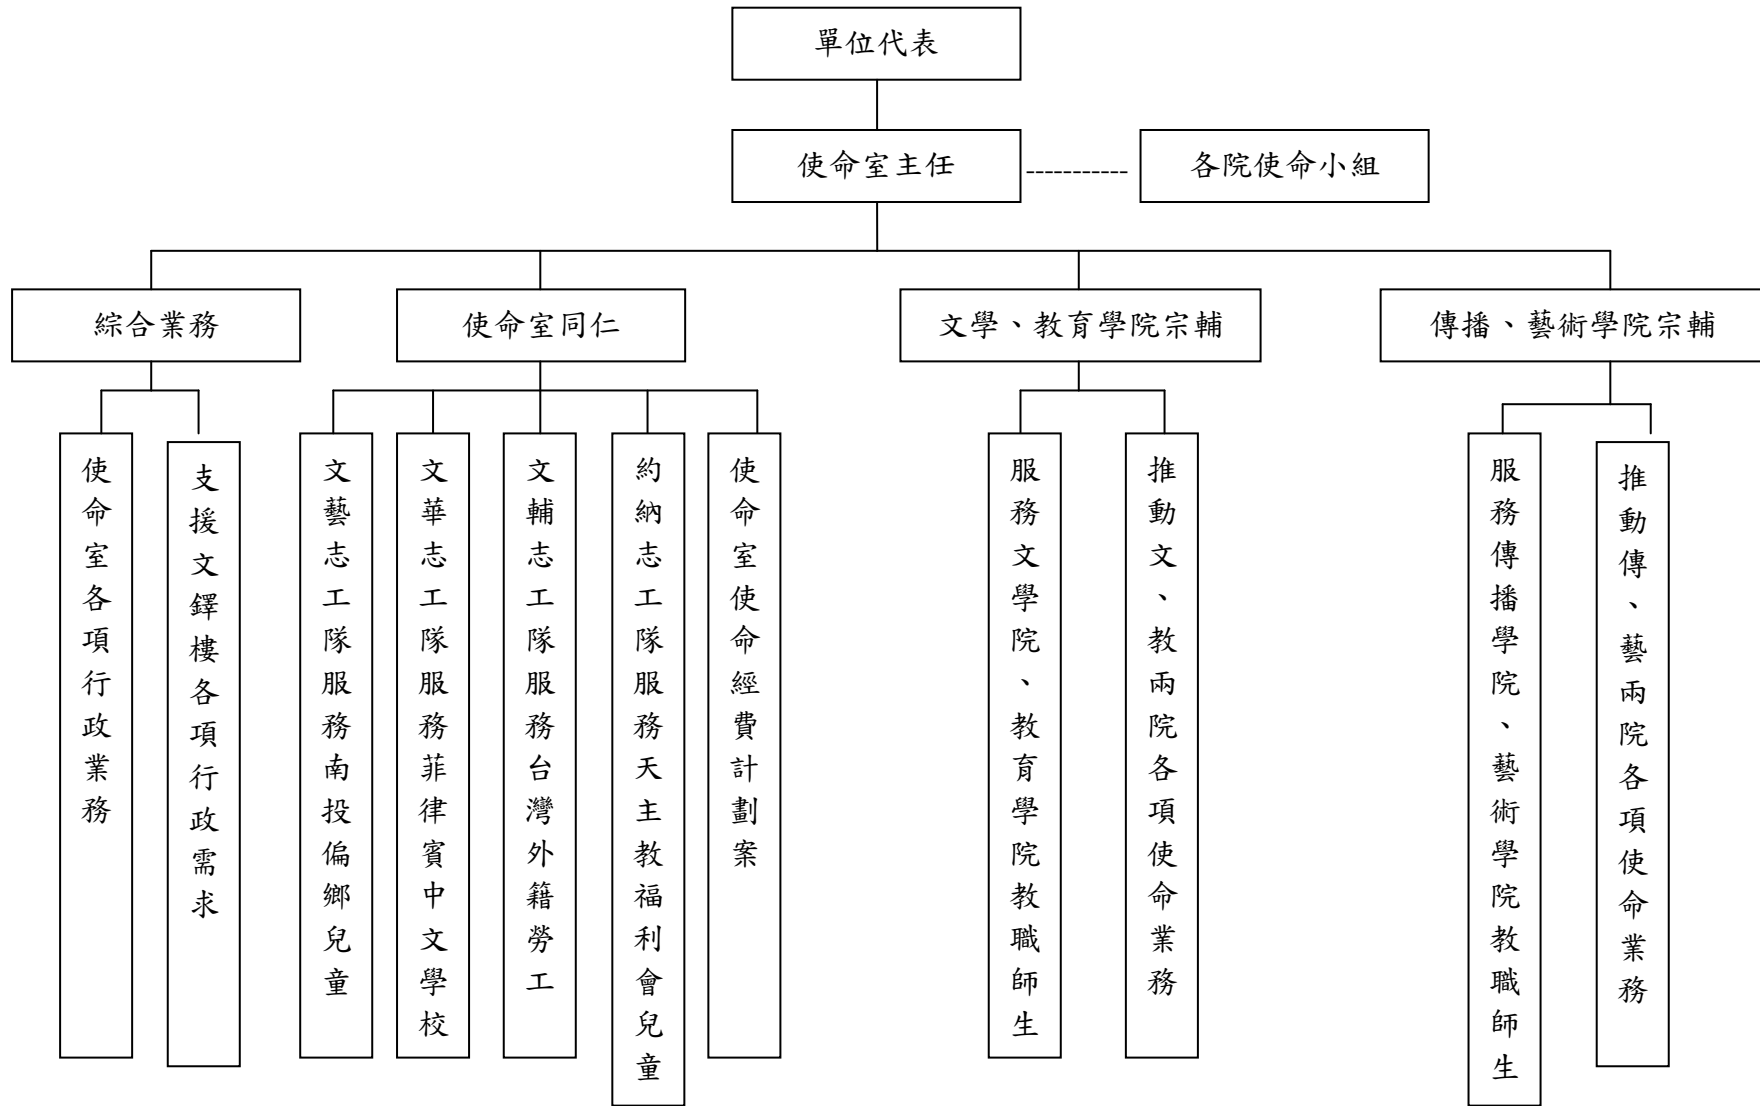 單位代表
使命室主任
各院使命小組
綜合業務
使命室同仁
文學、教育學院宗輔
傳播、藝術學院宗輔
使命室各項行政業務
支援文鐸樓各項行政需求
文藝志工隊服務南投偏鄉兒童
文華志工隊服務菲律賓中文學校
文輔志工隊服務台灣外籍勞工
約納志工隊服務天主教福利會兒童
使命室使命經費計劃案
服務文學院、教育學院教職師生
推動文、教兩院各項使命業務
服務傳播學院、藝術學院教職師生
推動傳、藝兩院各項使命業務